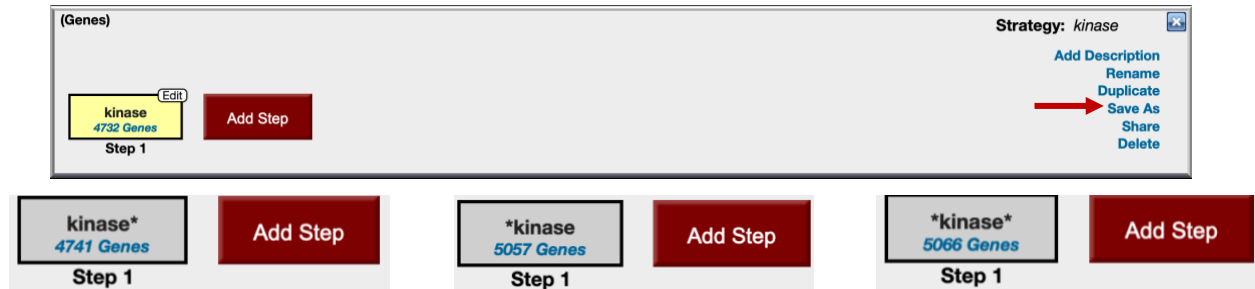 (Genes)
Strategy: kinase
Add Description
Rename
Duplicate
Save As
Share
Delete
Edit
kinase
4732 Genes
Add Step
Step 1
kinase*
4741 Genes
Add Step
Step 1
*kinase
5057 Genes
Add Step
Step 1
*kinase*
5066 Genes
Add Step
Step 1